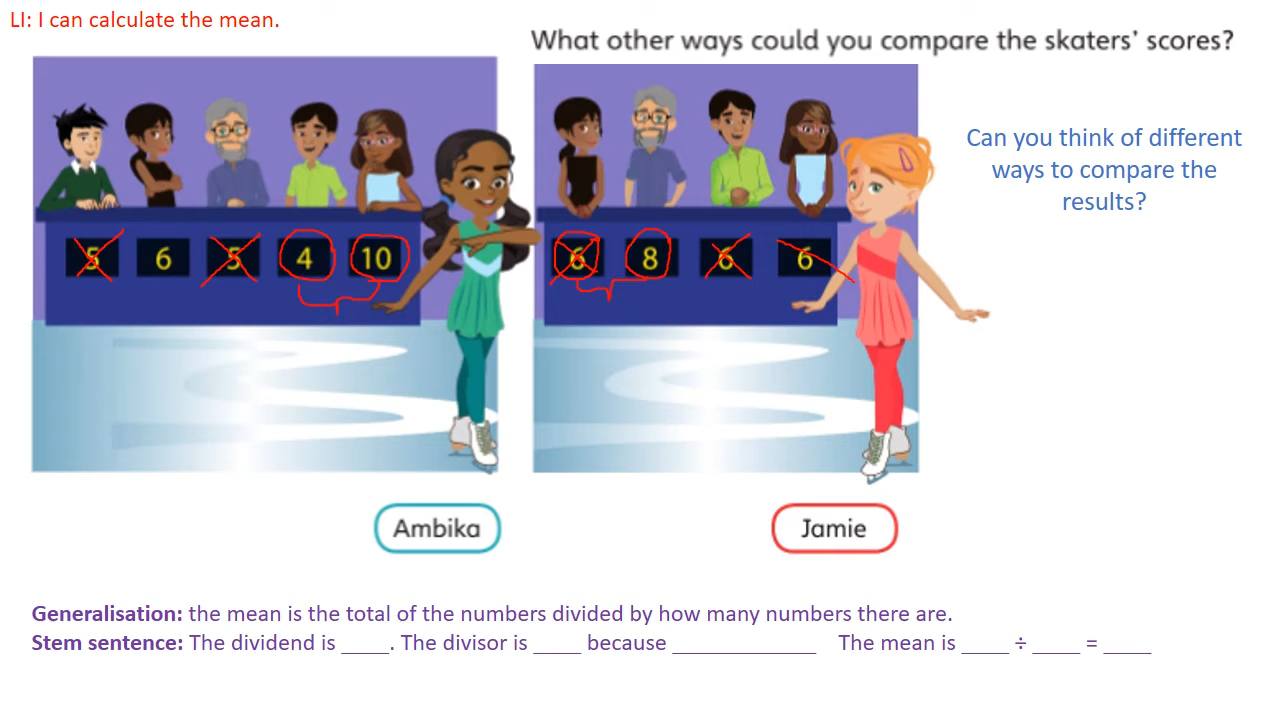 LI: I can calculate the mean.
What other ways could you compare the skaters' scores?
Can you think of different
ways to compare the
results?
5 6 5 4 10
6 8 6 6
Ambika
Jamie
Generalisation: the mean is the total of the numbers divided by how many numbers there are.
Stem sentence: The dividend is ____. The divisor is ____ because ____________ The mean is ____ ÷ ____ = ____